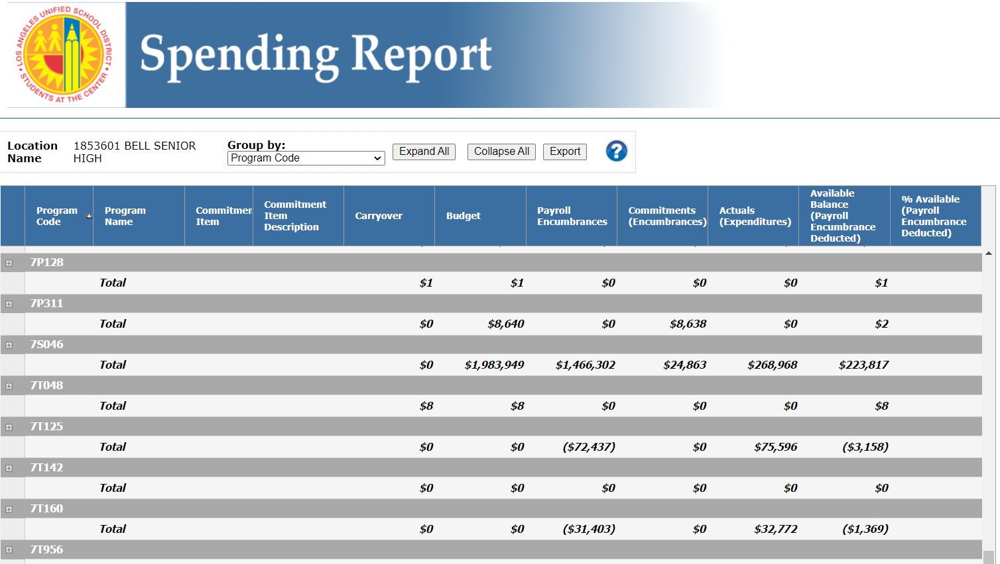 LOS ANGELES UNIFIED SCHOOL DISTRICT
• STUDENTS AT THE CENTER •
Spending Report
Location Name 1853601 BELL SENIOR HIGH
Group by:
Program Code
Expand All Collapse All Export ?
Program Code Program Name Commitmen Item Commitment Item Description Carryover Budget Payroll Encumbrances Commitments (Encumbrances) Actuals (Expenditures) Available Balance (Payroll Encumbrance Deducted) % Available (Payroll Encumbrance Deducted)
7P128
Total $1 $1 $0 $0 $0 $1
7P311
Total $0 $8,640 $0 $8,638 $0 $2
7S046
Total $0 $1,983,949 $1,466,302 $24,863 $268,968 $223,817
7T048
Total $8 $8 $0 $0 $0 $8
7T125
Total $0 $0 ($72,437) $0 $75,596 ($3,158)
7T142
Total $0 $0 $0 $0 $0 $0
7T160
Total $0 $0 ($31,403) $0 $32,772 ($1,369)
7T956